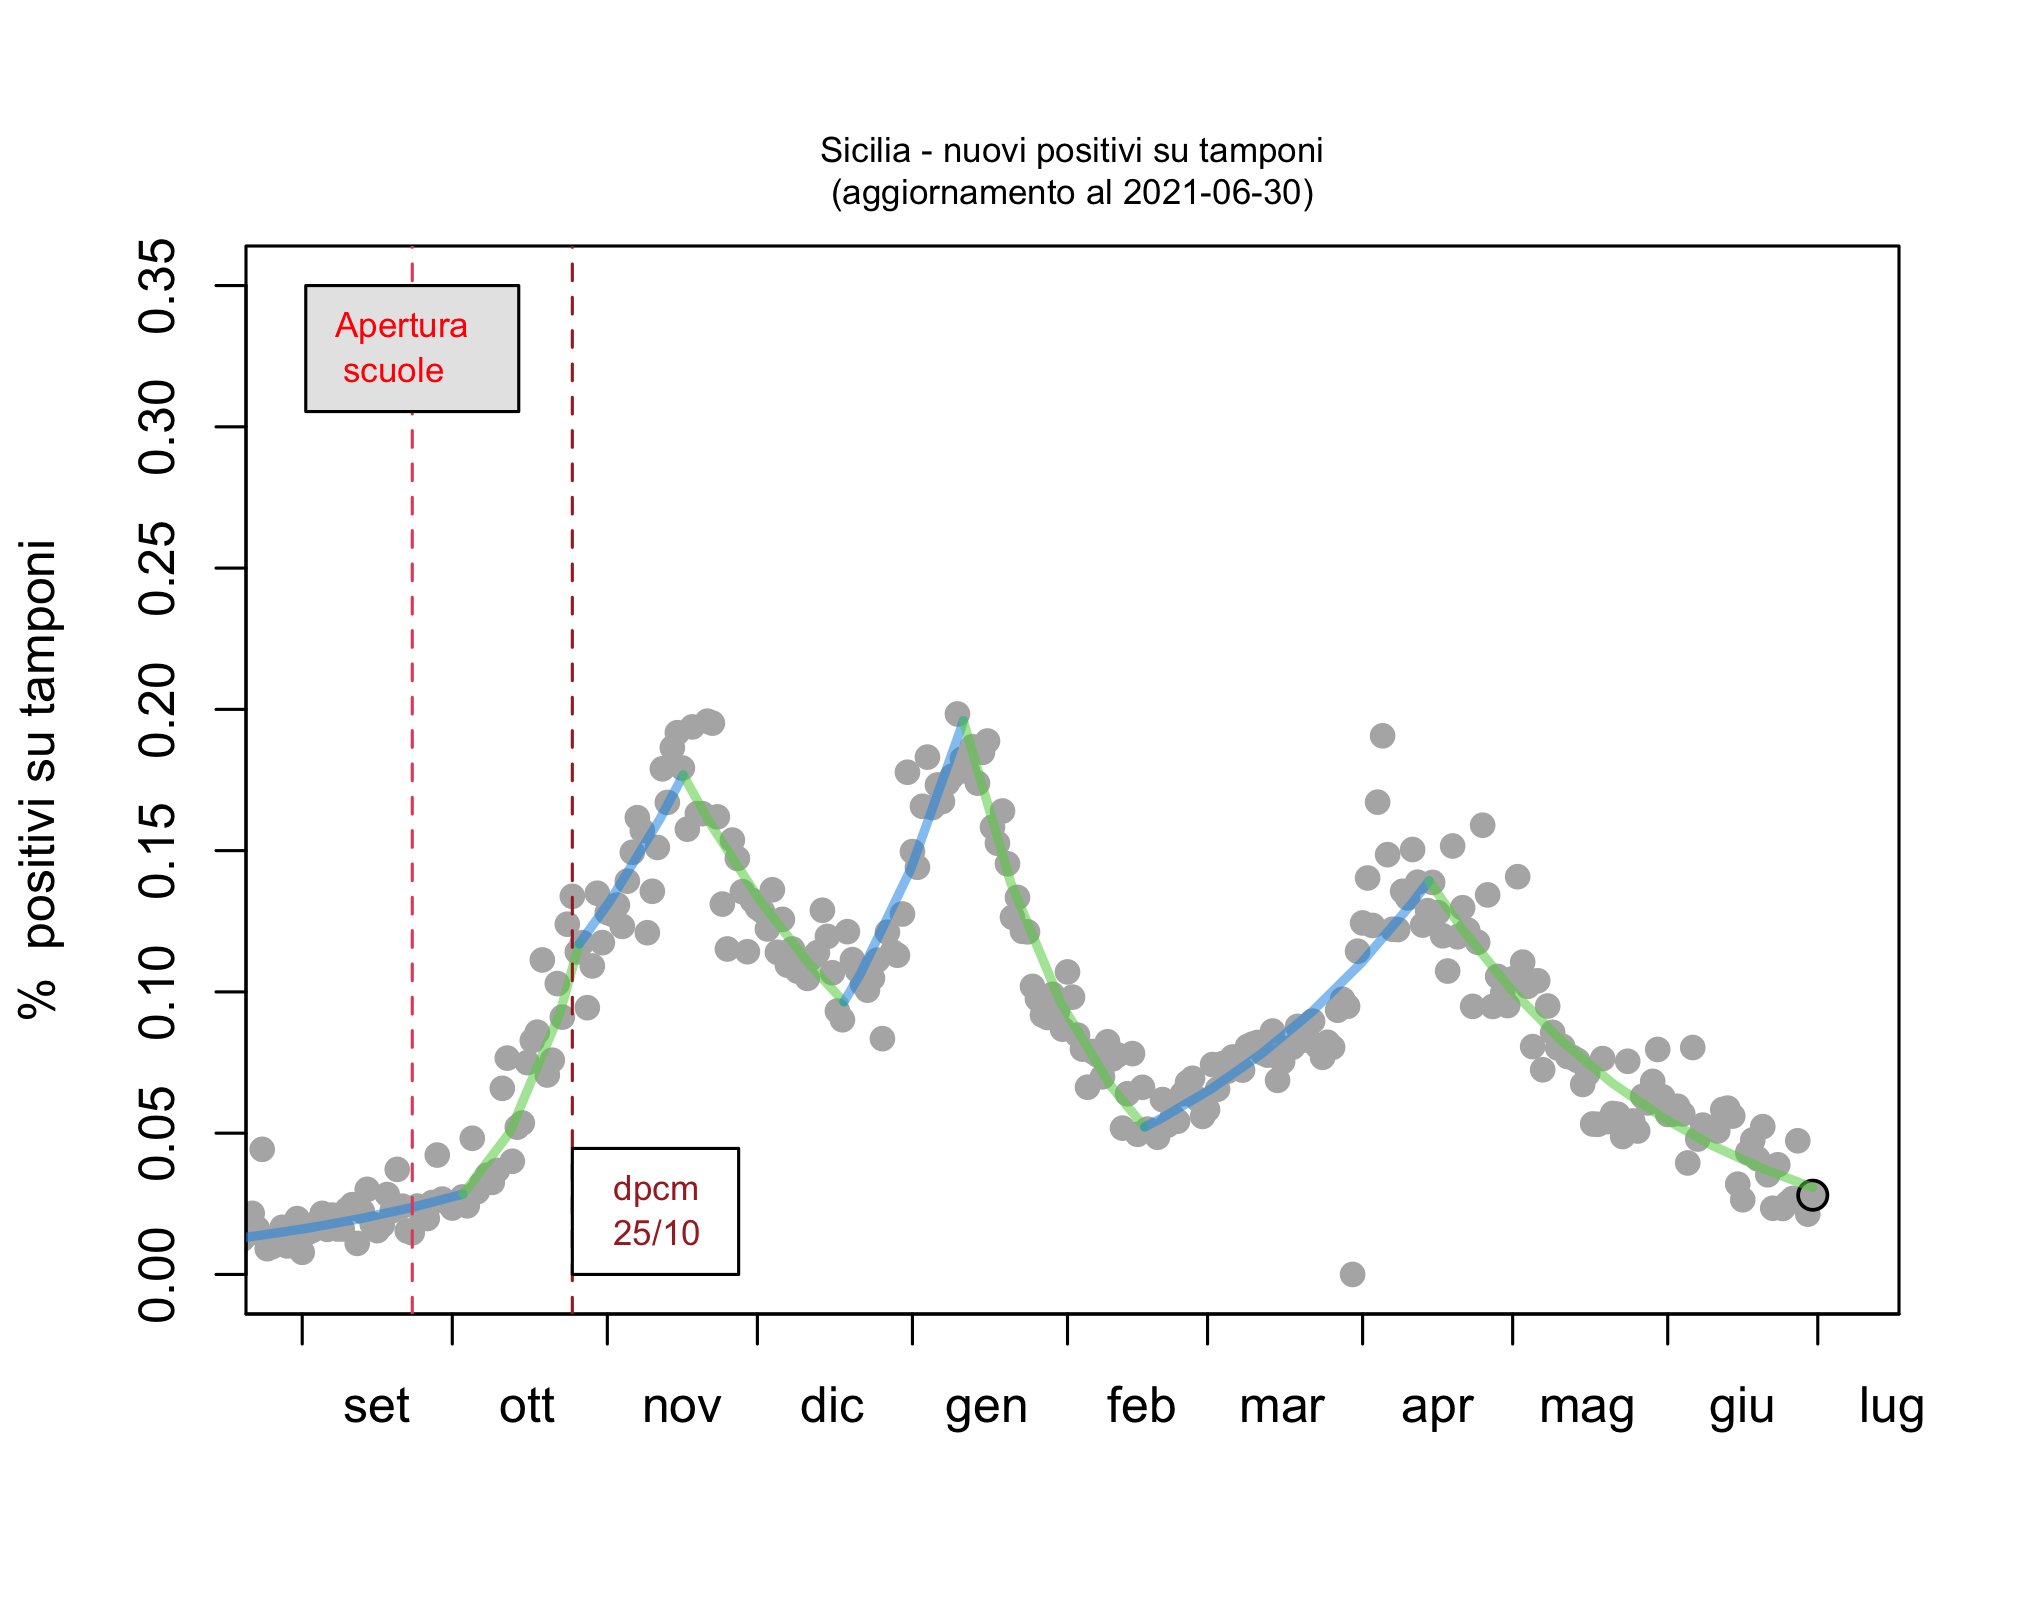 Sicilia - nuovi positivi su tamponi
(aggiornamento al 2021-06-30)
% positivi su tamponi
0.35
0.30
0.25
0.20
0.15
0.10
0.05
0.00
Apertura
scuole
dpcm
25/10
set ott nov dic gen feb mar apr mag giu lug